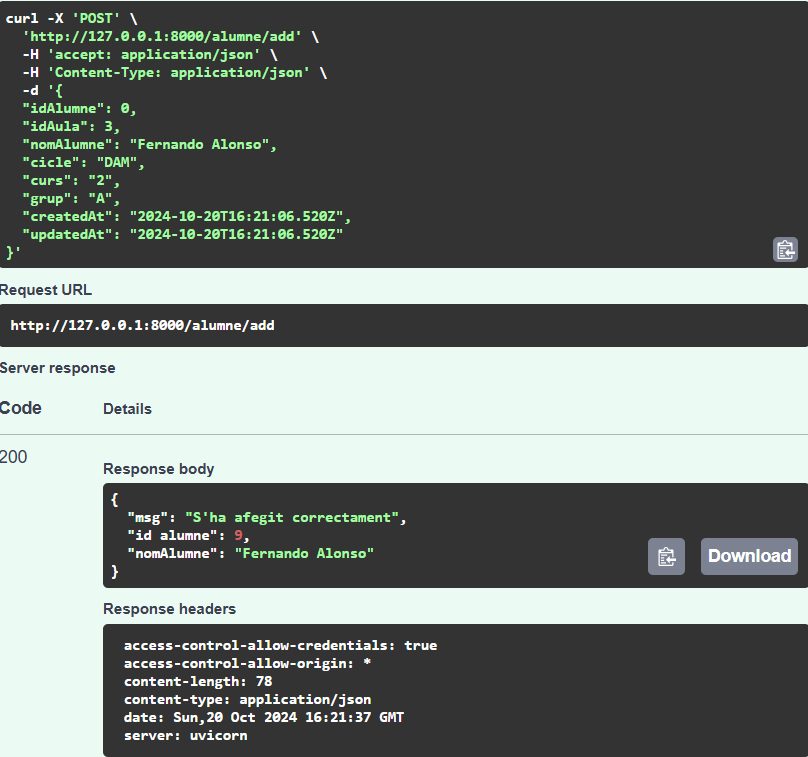 curl -X 'POST' \
  'http://127.0.0.1:8000/alumne/add' \
  -H 'accept: application/json' \
  -H 'Content-Type: application/json' \
  -d '{
  "idAlumne": 0,
  "idAula": 3,
  "nomAlumne": "Fernando Alonso",
  "cicle": "DAM",
  "curs": "2",
  "grup": "A",
  "createdAt": "2024-10-20T16:21:06.520Z",
  "updatedAt": "2024-10-20T16:21:06.520Z"
}'
Request URL
http://127.0.0.1:8000/alumne/add
Server response
Code Details
200
Response body
{
  "msg": "S'ha afegit correctament",
  "id alumne": 9,
  "nomAlumne": "Fernando Alonso"
}
Download
Response headers
access-control-allow-credentials: true
access-control-allow-origin: *
content-length: 78
content-type: application/json
date: Sun,20 Oct 2024 16:21:37 GMT
server: uvicorn